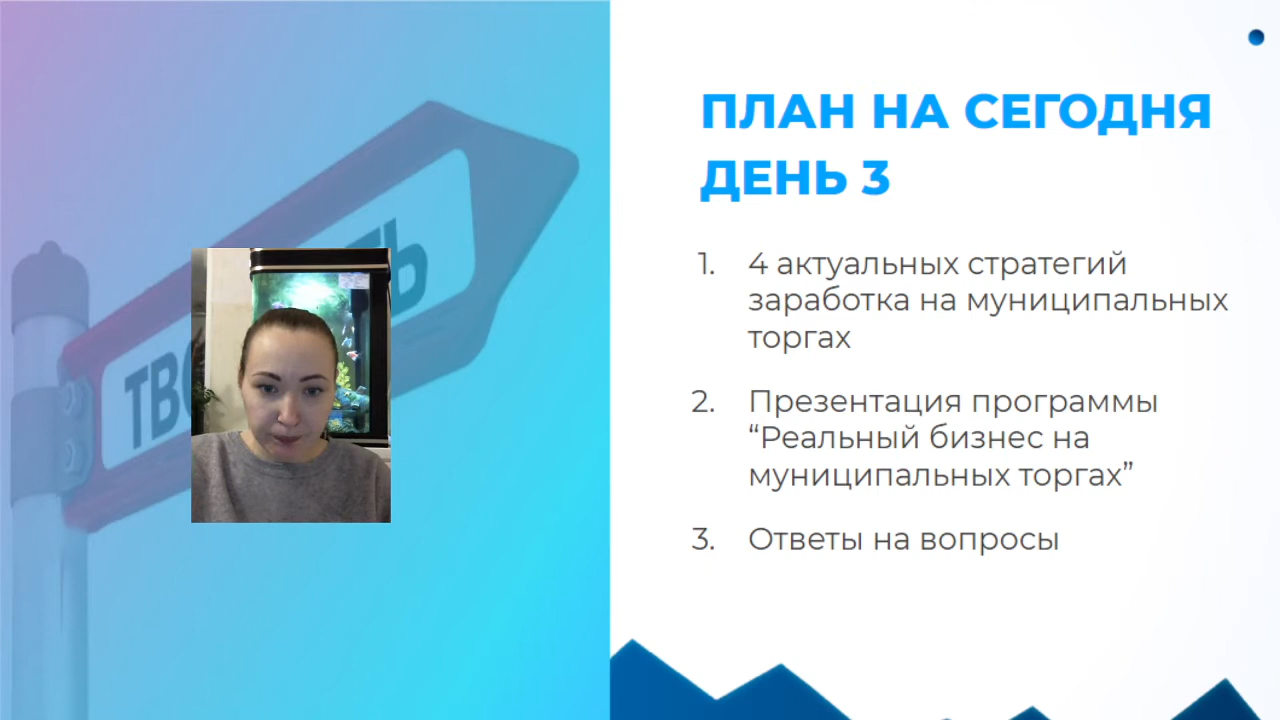 ПЛАН НА СЕГОДНЯ
ДЕНЬ 3
1. 4 актуальных стратегий
заработка на муниципальных
торгах
2. Презентация программы
“Реальный бизнес на
муниципальных торгах”
3. Ответы на вопросы